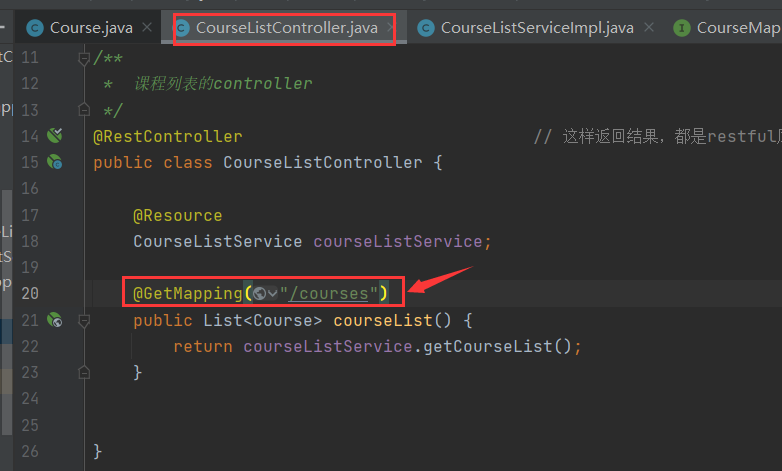 Course.java × CourseListController.java × CourseListServiceImpl.java × CourseMap
11 /**
12 * 课程列表的controller
13 */
14 @RestController // 这样返回结果，都是restful
15 public class CourseListController {
16
17 @Resource
18 CourseListService courseListService;
19
20 @GetMapping("/courses")
21 public List<Course> courseList() {
22 return courseListService.getCourseList();
23 }
24
25
26 }